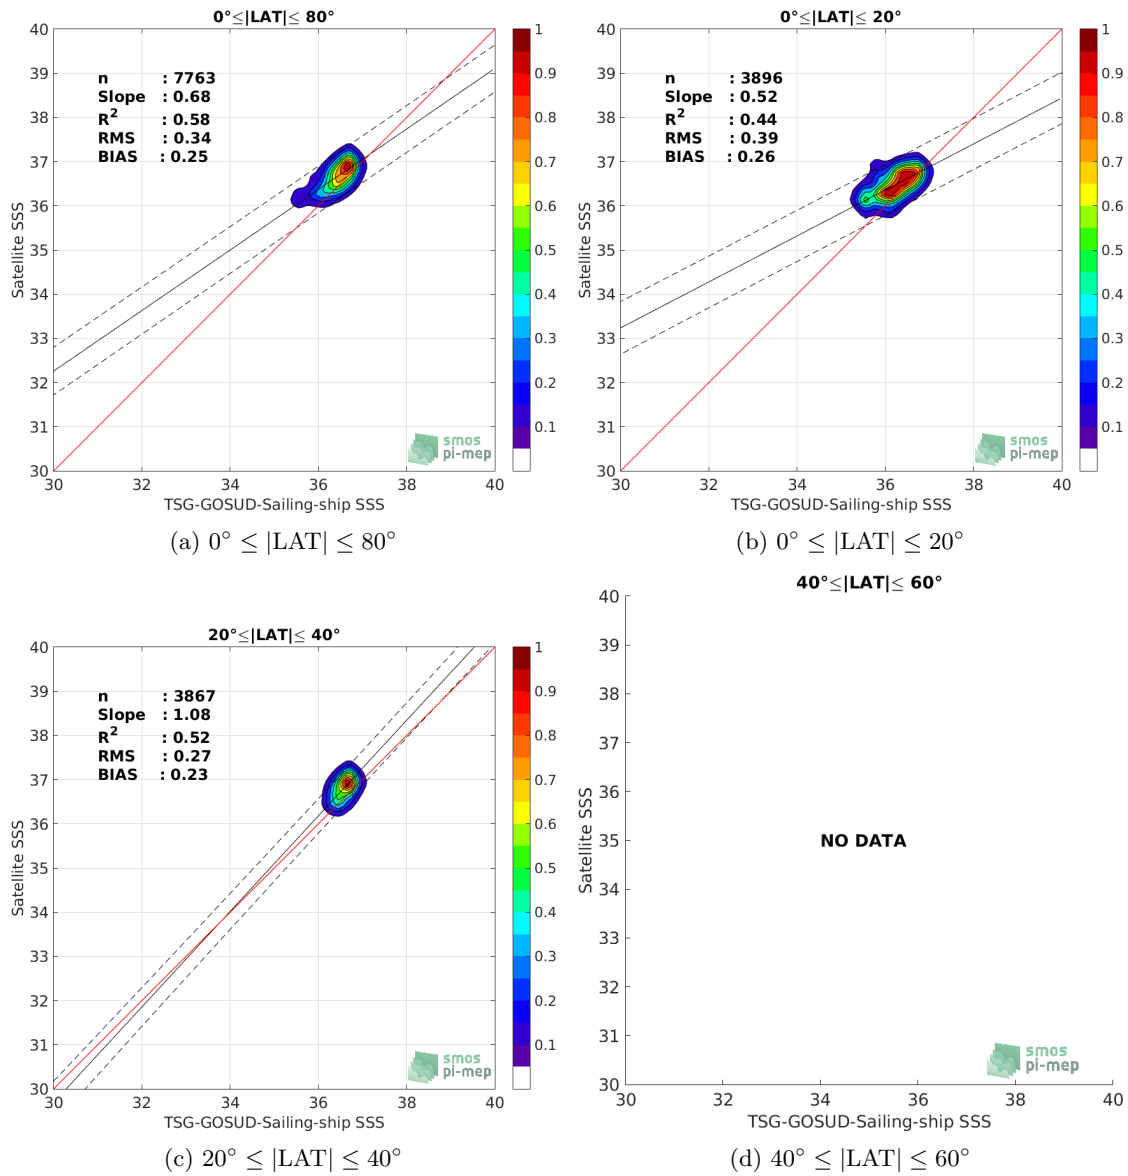 0°≤|LAT|≤ 80°
40
39
38
37
36
35
34
33
32
31
30
Satellite SSS
n : 7763
Slope : 0.68
R2 : 0.58
RMS : 0.34
BIAS : 0.25
smos
pi-mep
30 32 34 36 38 40
TSG-GOSUD-Sailing-ship SSS
1
0.9
0.8
0.7
0.6
0.5
0.4
0.3
0.2
0.1
(a) 0° ≤ |LAT| ≤ 80°
0°≤|LAT|≤ 20°
40
39
38
37
36
35
34
33
32
31
30
Satellite SSS
n : 3896
Slope : 0.52
R2 : 0.44
RMS : 0.39
BIAS : 0.26
smos
pi-mep
30 32 34 36 38 40
TSG-GOSUD-Sailing-ship SSS
1
0.9
0.8
0.7
0.6
0.5
0.4
0.3
0.2
0.1
(b) 0° ≤ |LAT| ≤ 20°
20°≤|LAT|≤ 40°
40
39
38
37
36
35
34
33
32
31
30
Satellite SSS
n : 3867
Slope : 1.08
R2 : 0.52
RMS : 0.27
BIAS : 0.23
smos
pi-mep
30 32 34 36 38 40
TSG-GOSUD-Sailing-ship SSS
1
0.9
0.8
0.7
0.6
0.5
0.4
0.3
0.2
0.1
(c) 20° ≤ |LAT| ≤ 40°
40°≤|LAT|≤ 60°
40
39
38
37
36
35
34
33
32
31
30
Satellite SSS
NO DATA
smos
pi-mep
30 32 34 36 38 40
TSG-GOSUD-Sailing-ship SSS
(d) 40° ≤ |LAT| ≤ 60°